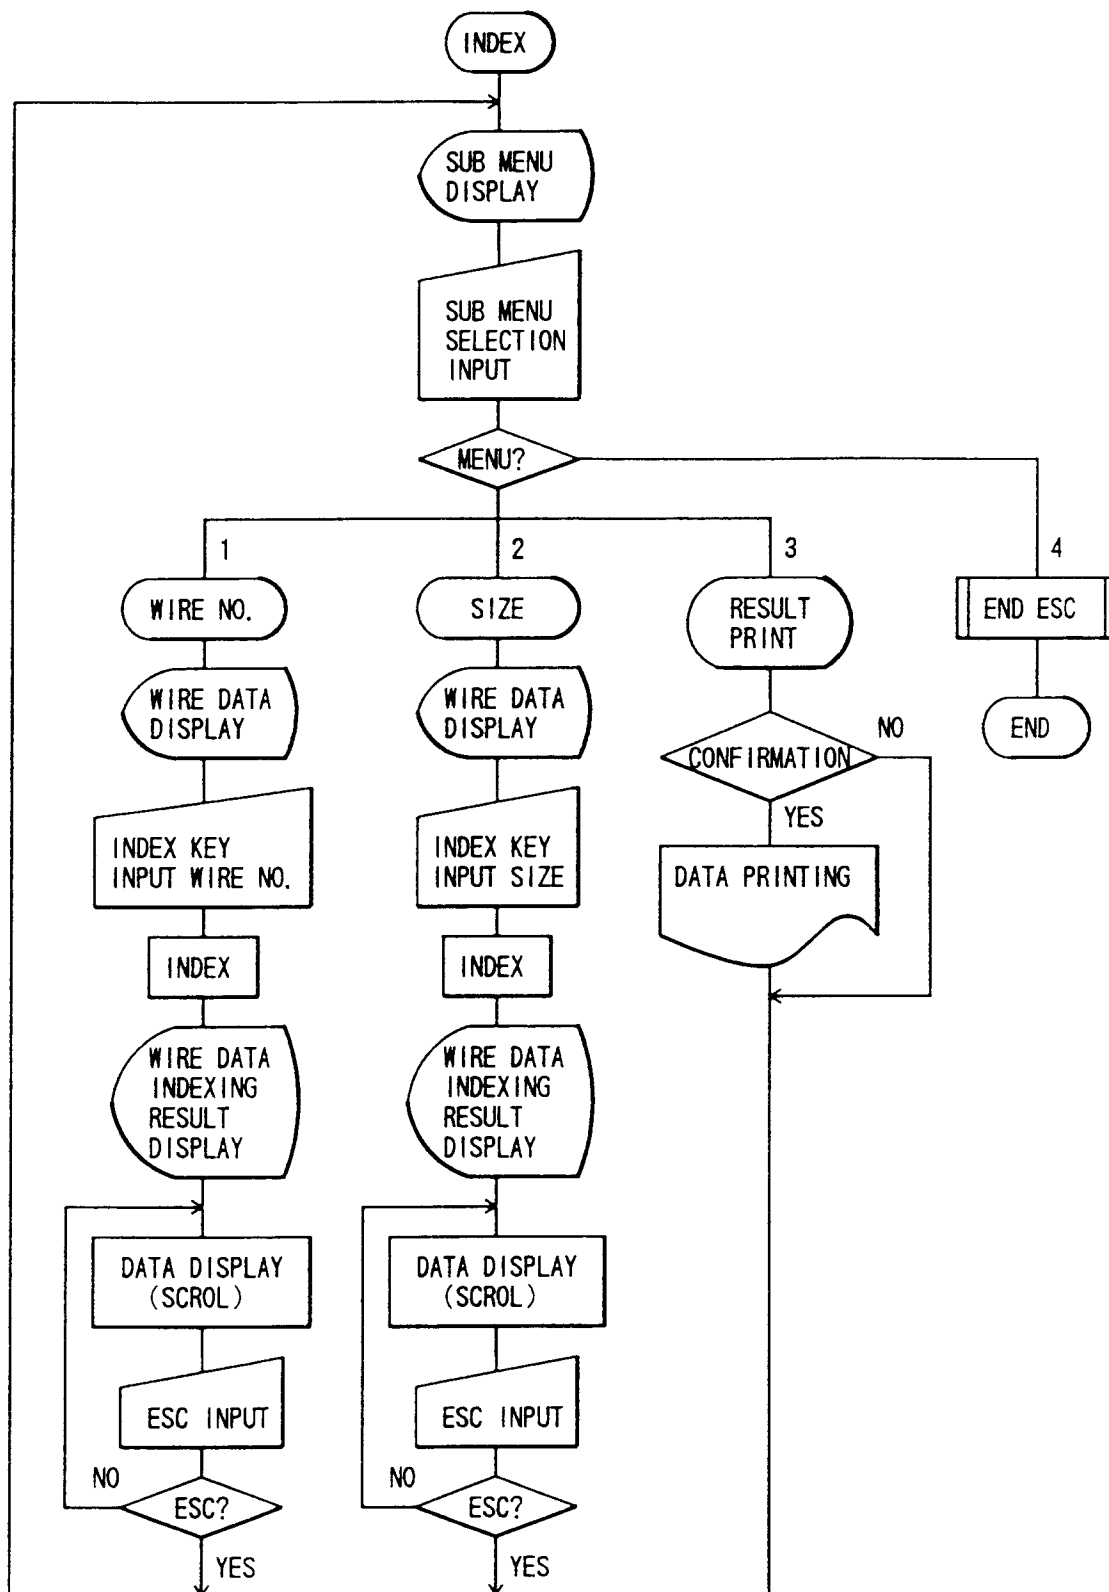 INDEX
SUB MENU
DISPLAY
SUB MENU
SELECTION
INPUT
MENU?
1
2
3
4
WIRE NO.
SIZE
RESULT
PRINT
END ESC
WIRE DATA
DISPLAY
WIRE DATA
DISPLAY
CONFIRMATION
NO
YES
END
INDEX KEY
INPUT WIRE NO.
INDEX KEY
INPUT SIZE
DATA PRINTING
INDEX
INDEX
WIRE DATA
INDEXING
RESULT
DISPLAY
WIRE DATA
INDEXING
RESULT
DISPLAY
DATA DISPLAY
(SCROL)
DATA DISPLAY
(SCROL)
ESC INPUT
ESC INPUT
NO
ESC?
YES
NO
ESC?
YES